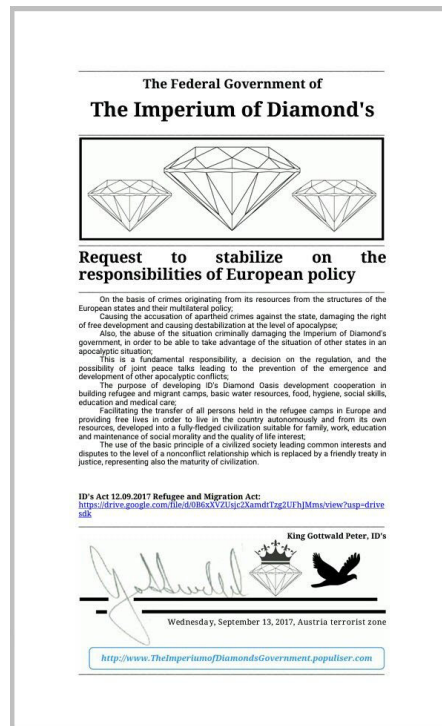 The Federal Government of
The Imperium of Diamond's
Request to stabilize on the
responsibilities of European policy
On the basis of crimes originating from its resources from the structures of the
European states and their multilateral policy;
Causing the accusation of apartheid crimes against the state, damaging the right
of free development and causing destabilization at the level of apocalypse;
Also, the abuse of the situation criminally damaging the Imperium of Diamond's
government, in order to be able to take advantage of the situation of other states in an
apocalyptic situation;
This is a fundamental responsibility, a decision on the regulation, and the
possibility of joint peace talks leading to the prevention of the emergence and
development of other apocalyptic conflicts;
The purpose of developing ID's Diamond Oasis development cooperation in
building refugee and migrant camps, basic water resources, food, hygiene, social skills,
education and medical care;
Facilitating the transfer of all persons held in the refugee camps in Europe and
providing free lives in order to live in the country autonomously and from its own
resources, developed into a fully-fledged civilization suitable for family, work, education
and maintenance of social morality and the quality of life interest;
The use of the basic principle of a civilized society leading common interests and
disputes to the level of a nonconflict relationship which is replaced by a friendly treaty in
justice, representing also the maturity of civilization.
ID's Act 12.09.2017 Refugee and Migration Act:
https://drive.google.com/file/d/0B6xXVZUsjc2XamdrTzg2UFhJMms/view?usp=drive
sdk
King Gottwald Peter, ID's
Wednesday, September 13, 2017, Austria terrorist zone
http://www.TheImperiumofDiamondsGovernment.populiser.com